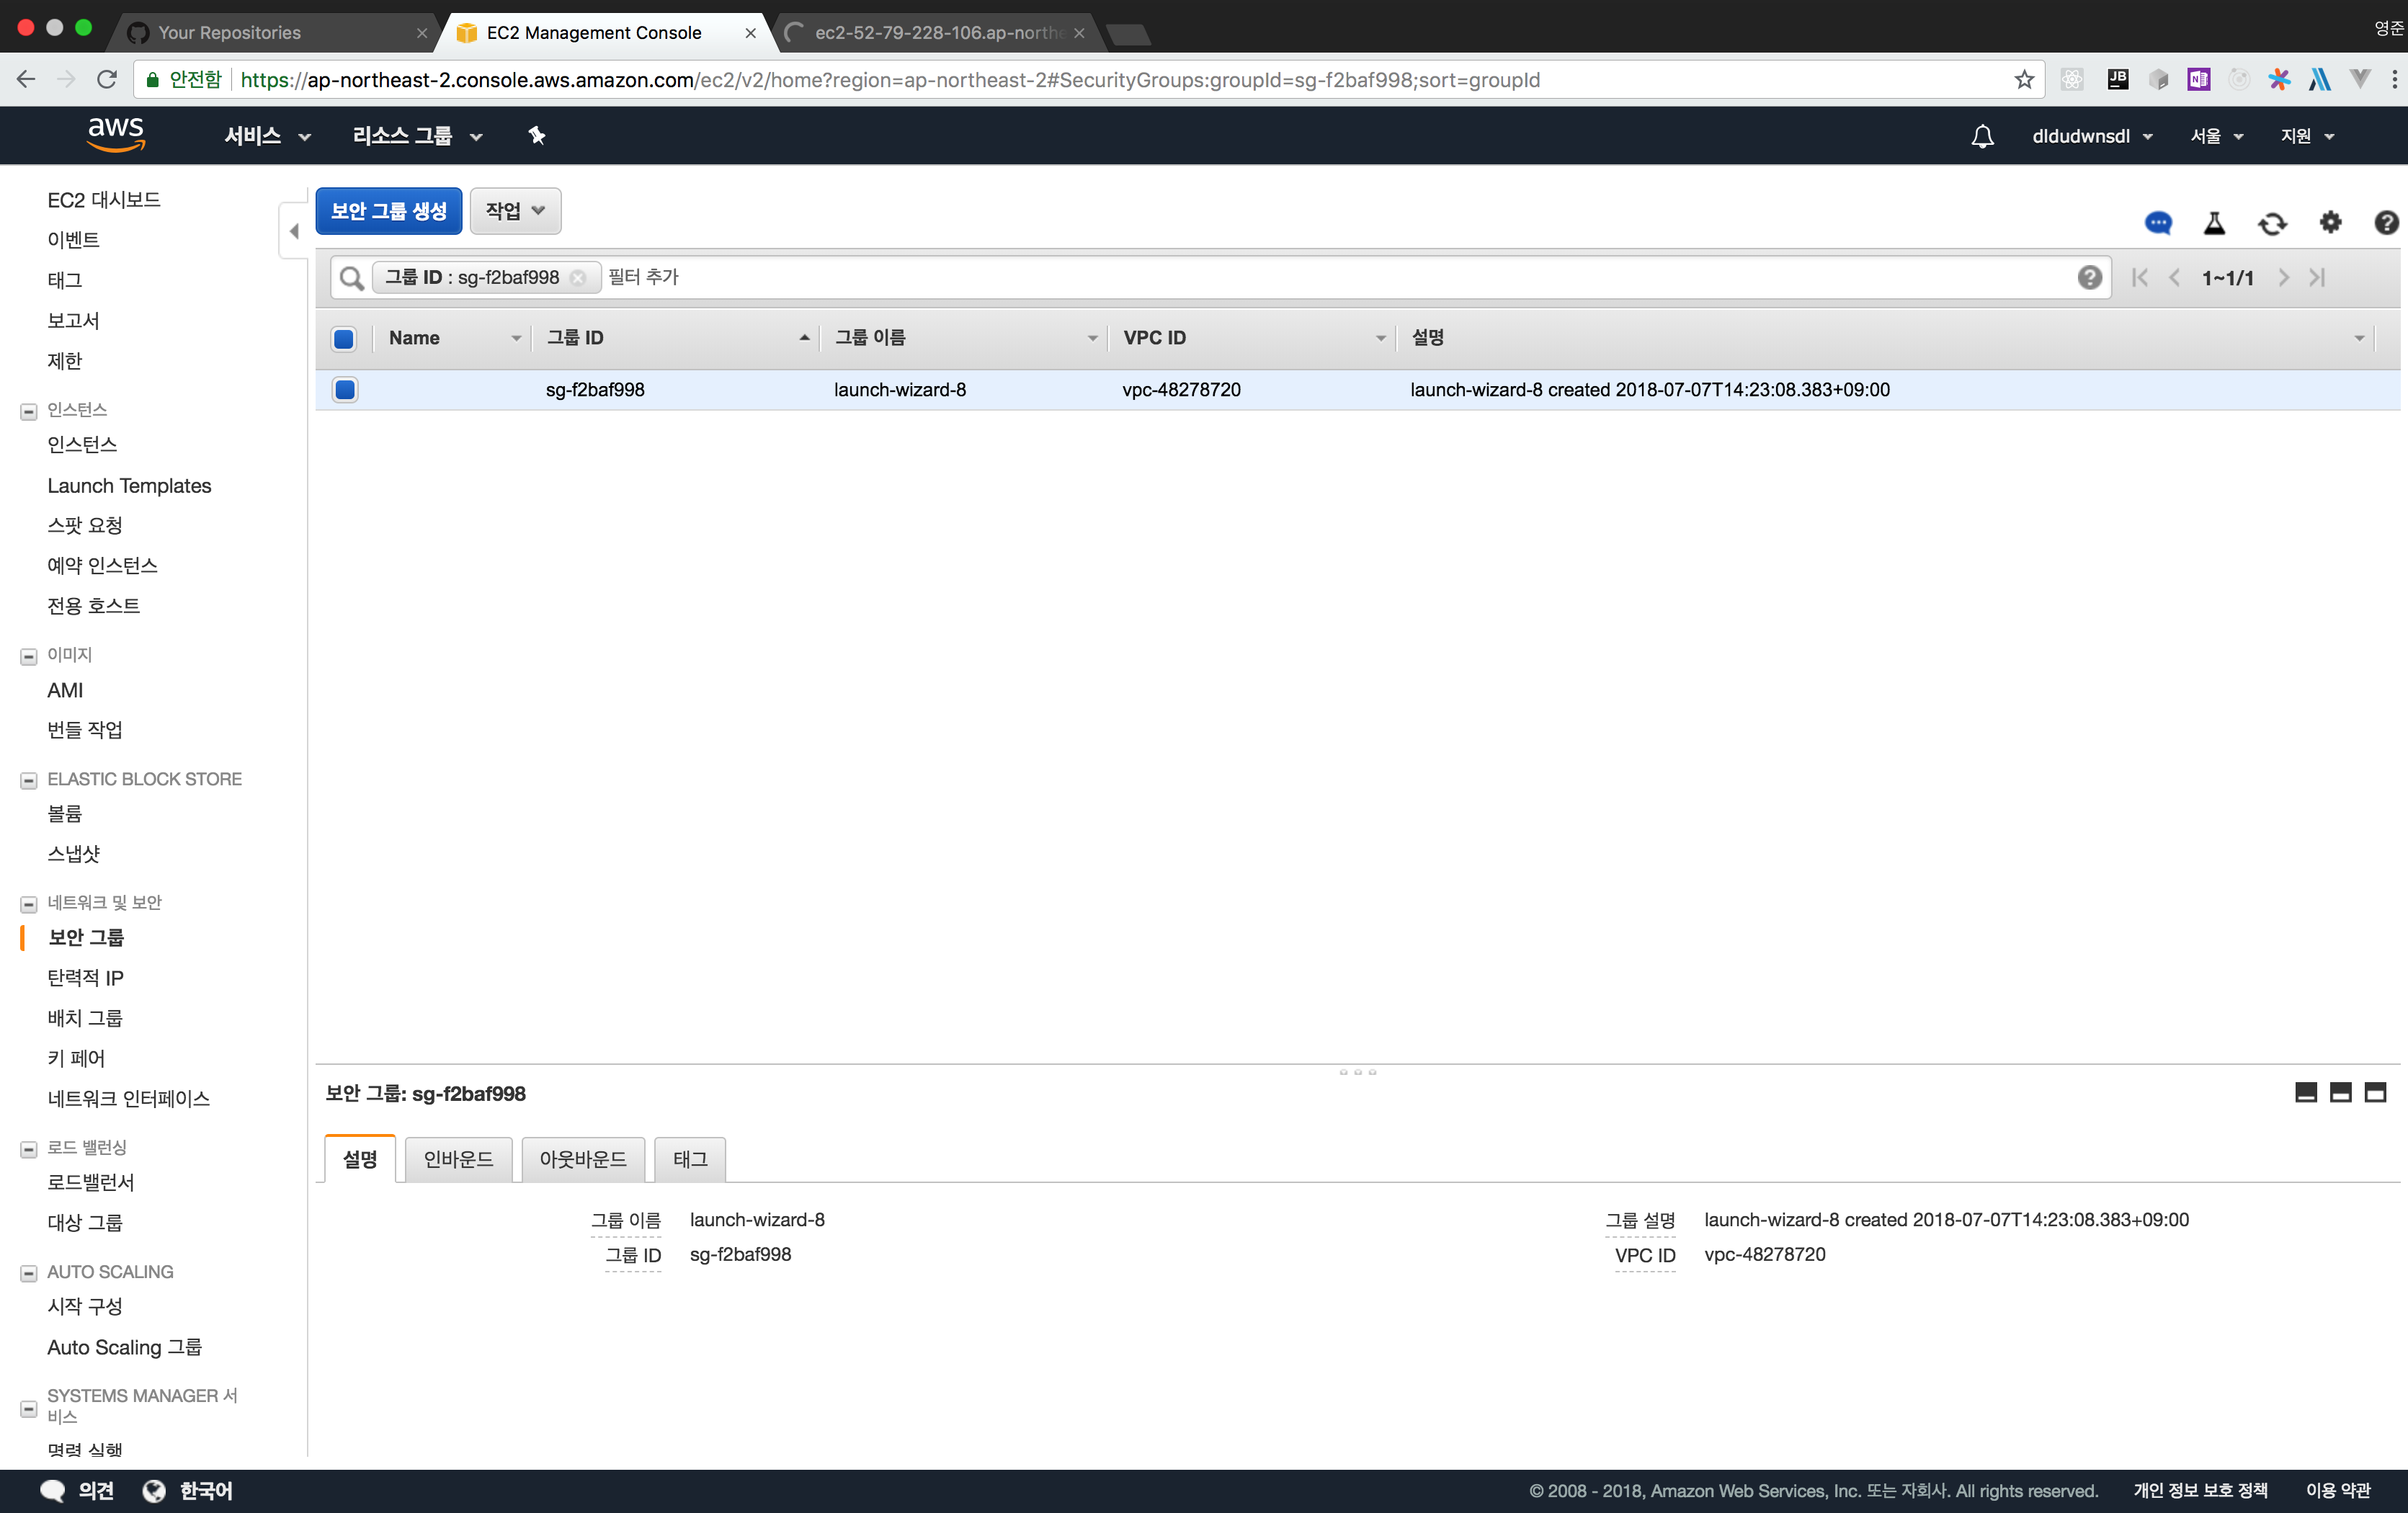 Your Repositories
EC2 Management Console
ec2-52-79-228-106.ap-northe
영준
안전함
https://ap-northeast-2.console.aws.amazon.com/ec2/v2/home?region=ap-northeast-2#SecurityGroups:groupId=sg-f2baf998;sort=groupId
JB
N
aws
서비스
리소스 그룹
dldudwnsdl
서울
지원
EC2 대시보드
이벤트
태그
보고서
제한
인스턴스
인스턴스
Launch Templates
스팟 요청
예약 인스턴스
전용 호스트
이미지
AMI
번들 작업
ELASTIC BLOCK STORE
볼륨
스냅샷
네트워크 및 보안
보안 그룹
탄력적 IP
배치 그룹
키 페어
네트워크 인터페이스
로드 밸런싱
로드밸런서
대상 그룹
AUTO SCALING
시작 구성
Auto Scaling 그룹
SYSTEMS MANAGER 서
비스
명령 실행
보안 그룹 생성
작업
그룹 ID : sg-f2baf998
필터 추가
1~1/1
Name
그룹 ID
그룹 이름
VPC ID
설명
sg-f2baf998
launch-wizard-8
vpc-48278720
launch-wizard-8 created 2018-07-07T14:23:08.383+09:00
보안 그룹: sg-f2baf998
설명
인바운드
아웃바운드
태그
그룹 이름 launch-wizard-8
그룹 ID sg-f2baf998
그룹 설명 launch-wizard-8 created 2018-07-07T14:23:08.383+09:00
VPC ID vpc-48278720
의견
한국어
© 2008 - 2018, Amazon Web Services, Inc. 또는 자회사. All rights reserved.
개인 정보 보호 정책
이용 약관